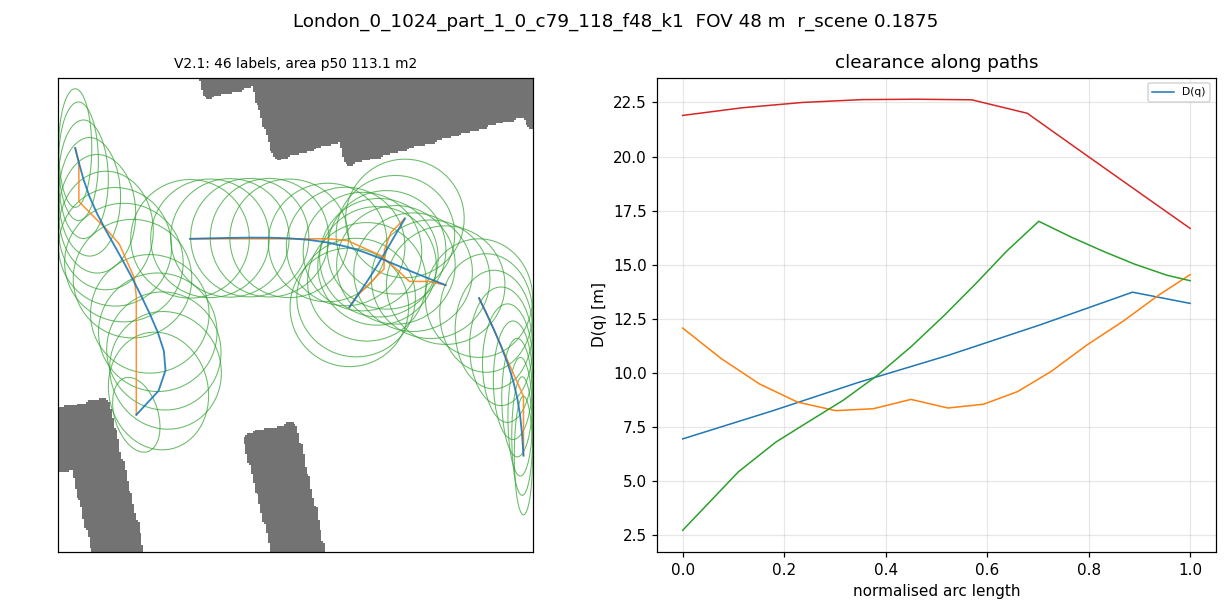 London_0_1024_part_1_0_c79_118_f48_k1  FOV 48 m  r_scene 0.1875
V2.1: 46 labels, area p50 113.1 m2
clearance along paths
D(q)
22.5
20.0
17.5
15.0
12.5
10.0
7.5
5.0
2.5
D(q) [m]
0.0 0.2 0.4 0.6 0.8 1.0
normalised arc length